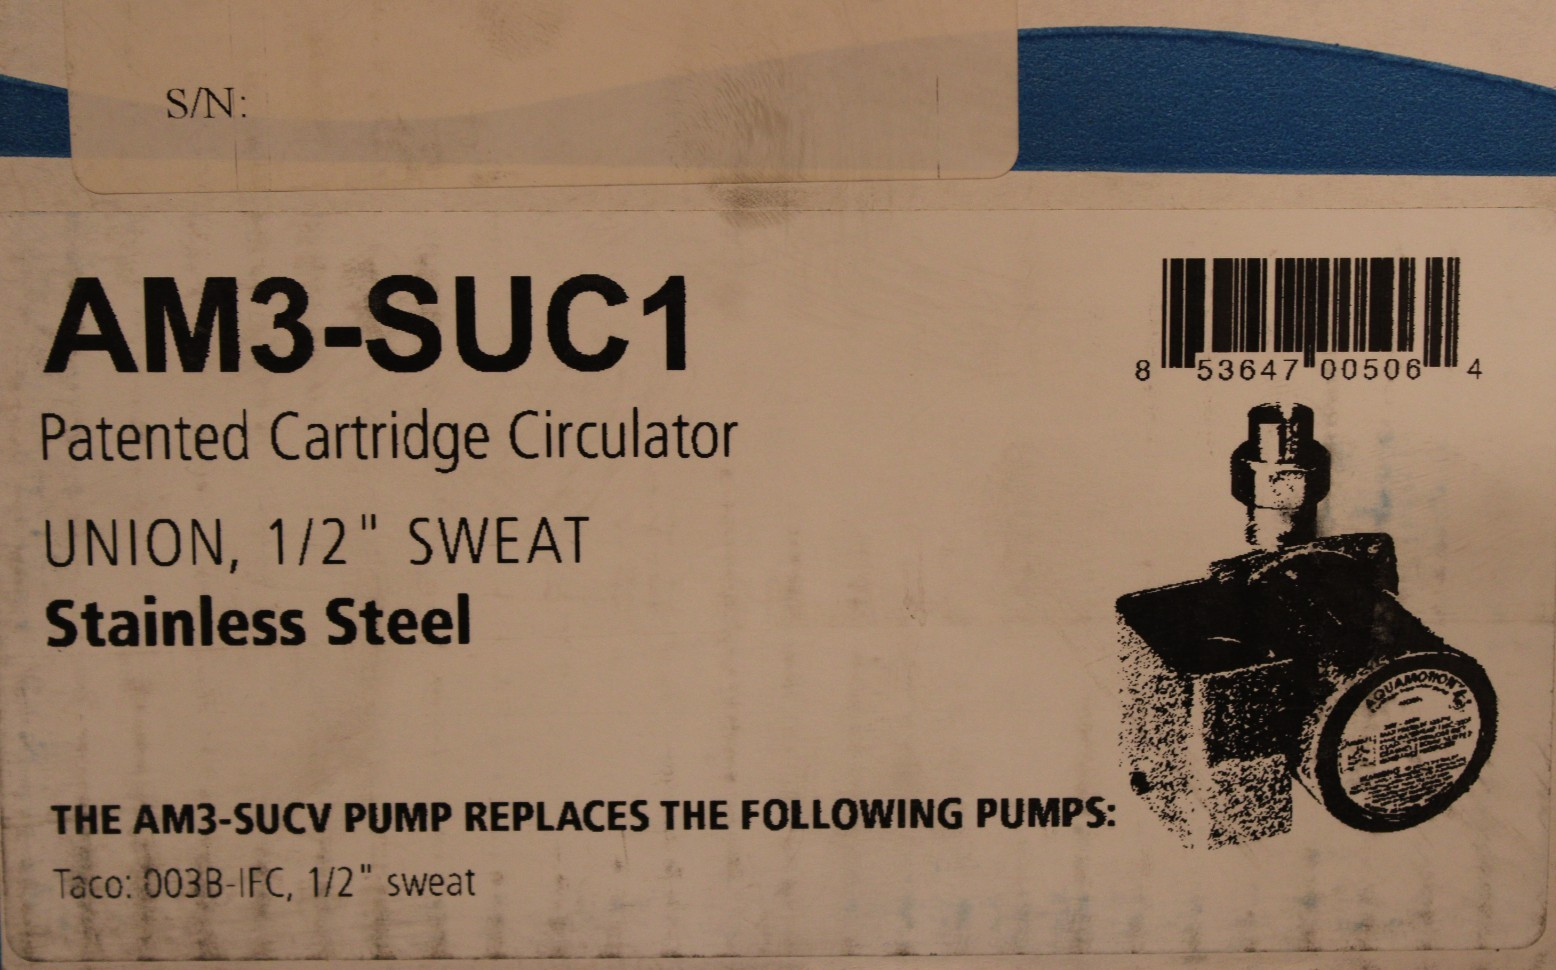 S/N:
AM3-SUC1
Patented Cartridge Circulator
UNION, 1/2" SWEAT
Stainless Steel
8 53647 00506 4
AQUAMOTION
THE AM3-SUCV PUMP REPLACES THE FOLLOWING PUMPS:
Taco: 003B-IFC, 1/2" sweat